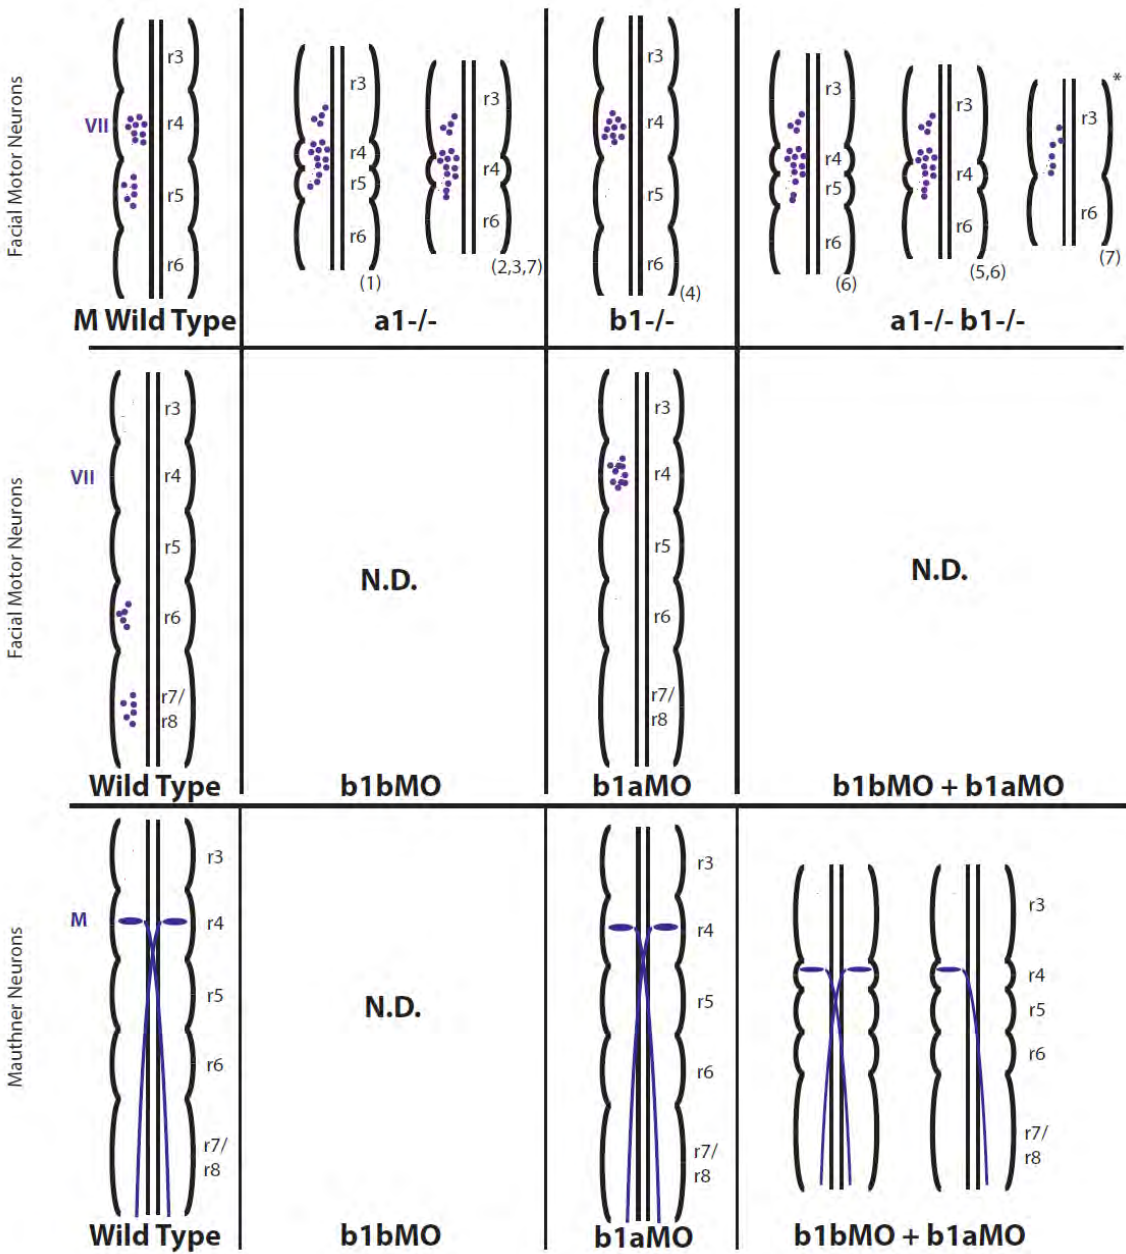 Facial Motor Neurons
VII
r3
r4
r5
r6
M Wild Type
r3
r4
r5
r6
(1)
r3
r4
r6
(2,3,7)
a1-/-
r3
r4
r5
r6
(4)
b1-/-
r3
r4
r5
r6
(6)
r3
r4
r6
(5,6)
*
r3
r6
(7)
a1-/- b1-/-
Facial Motor Neurons
VII
r3
r4
r5
r6
r7/
r8
Wild Type
N.D.
b1bMO
r3
r4
r5
r6
r7/
r8
b1aMO
N.D.
b1bMO + b1aMO
Mauthner Neurons
M
r3
r4
r5
r6
r7/
r8
Wild Type
N.D.
b1bMO
r3
r4
r5
r6
r7/
r8
b1aMO
r3
r4
r5
r6
r7/
r8
b1bMO + b1aMO